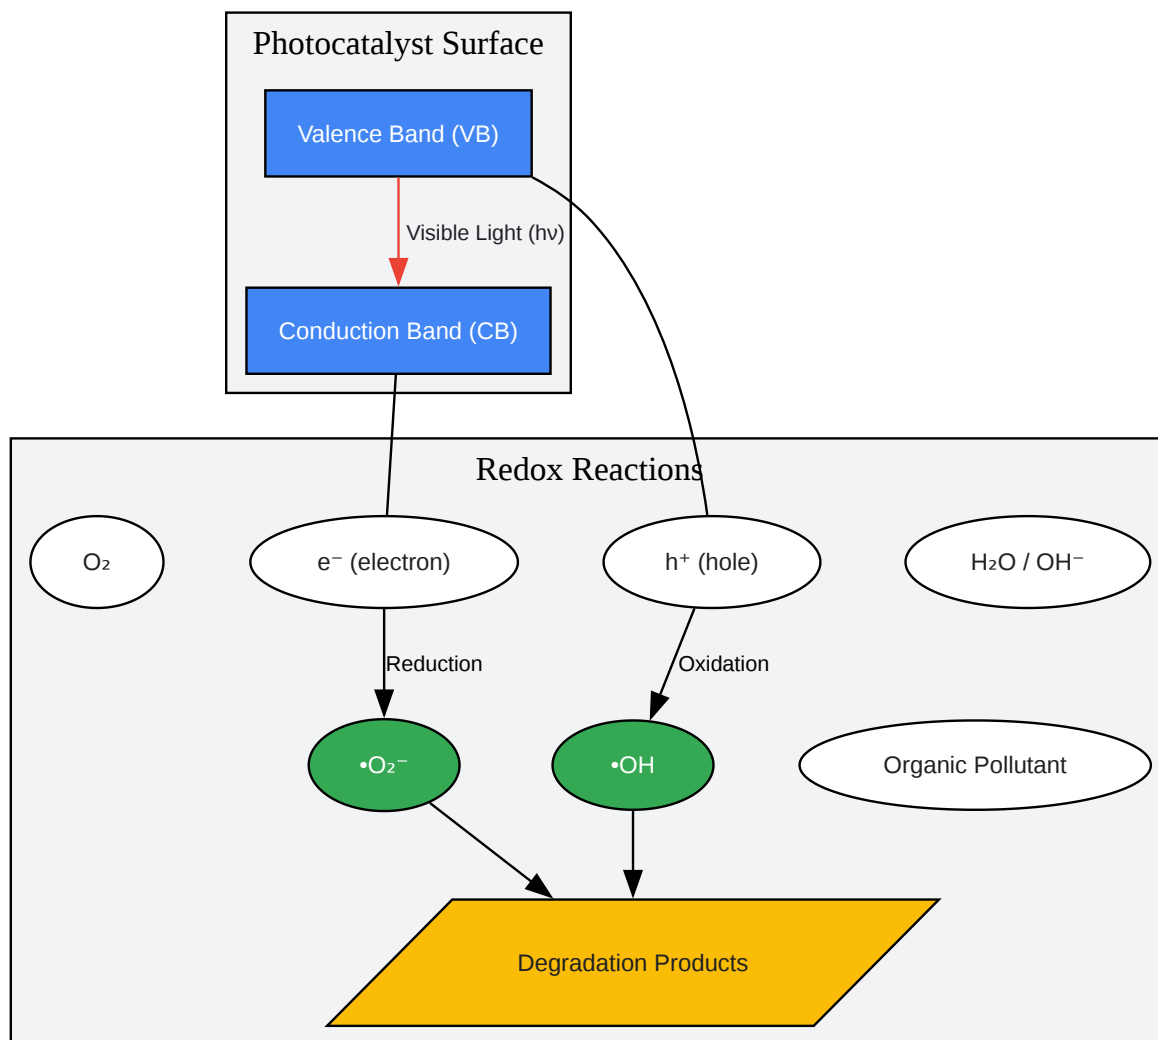 Photocatalyst Surface
Valence Band (VB)
Visible Light (hν)
Conduction Band (CB)
Redox Reactions
O₂
e⁻ (electron)
h⁺ (hole)
H₂O / OH⁻
Reduction
Oxidation
•O₂⁻
•OH
Organic Pollutant
Degradation Products